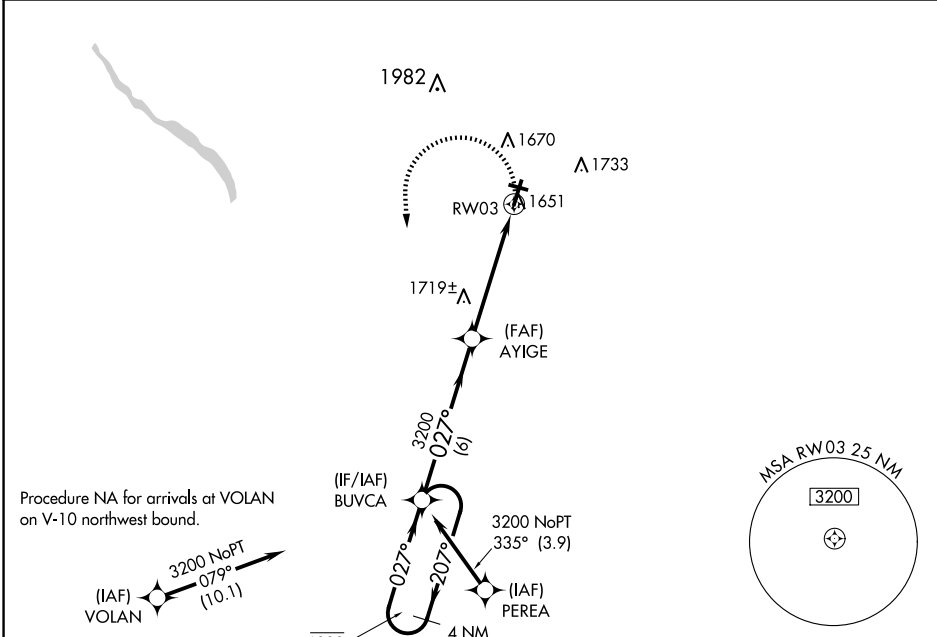 1982
1670
1733
RW03
1651
1719±
(FAF)
AYIGE
3200
027°
(6)
(IF/IAF)
BUVCA
Procedure NA for arrivals at VOLAN
on V-10 northwest bound.
3200 NoPT
335° (3.9)
3200 NoPT
079°
(10.1)
(IAF)
VOLAN
027°
207°
(IAF)
PEREA
4 NM
MSA RW03 25 NM
3200